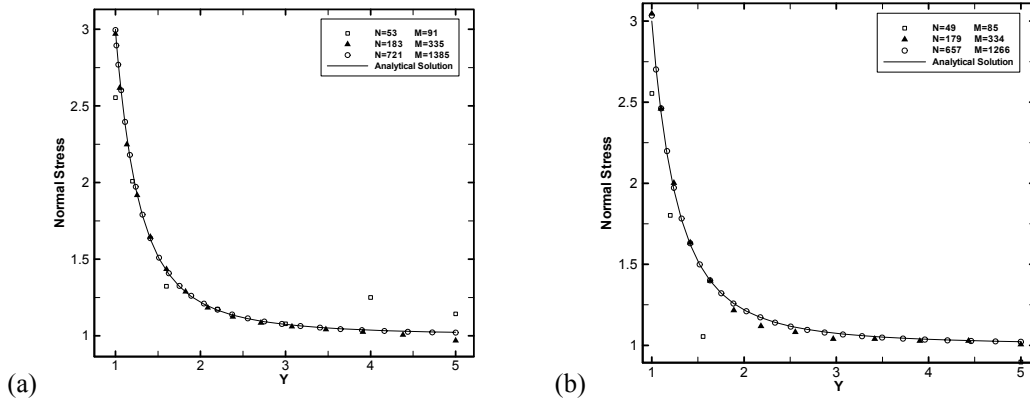 N=53 M=91
N=183 M=335
N=721 M=1385
Analytical Solution
3
2.5
2
1.5
1
Normal Stress
1 2 3 4 5
Y
(a)
N=49 M=85
N=179 M=334
N=657 M=1266
Analytical Solution
3
2.5
2
1.5
1
Normal Stress
1 2 3 4 5
Y
(b)